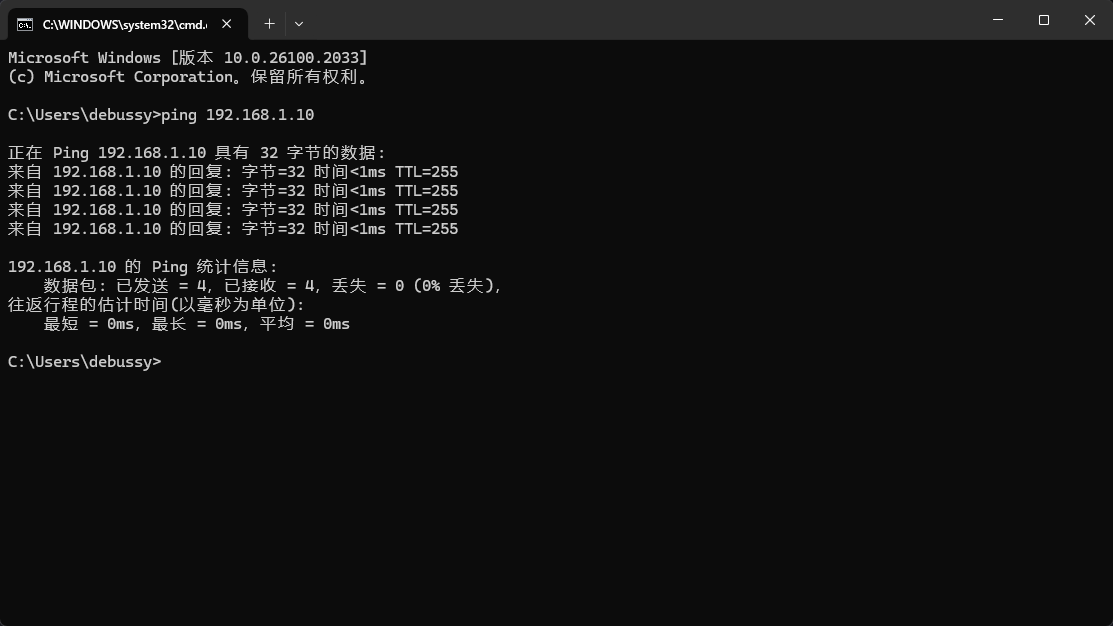 C:\WINDOWS\system32\cmd.
Microsoft Windows [版本 10.0.26100.2033]
(c) Microsoft Corporation。保留所有权利。
C:\Users\debussy>ping 192.168.1.10
正在 Ping 192.168.1.10 具有 32 字节的数据:
来自 192.168.1.10 的回复: 字节=32 时间<1ms TTL=255
来自 192.168.1.10 的回复: 字节=32 时间<1ms TTL=255
来自 192.168.1.10 的回复: 字节=32 时间<1ms TTL=255
来自 192.168.1.10 的回复: 字节=32 时间<1ms TTL=255
192.168.1.10 的 Ping 统计信息:
数据包: 已发送 = 4，已接收 = 4，丢失 = 0 (0% 丢失)，
往返行程的估计时间(以毫秒为单位):
最短 = 0ms，最长 = 0ms，平均 = 0ms
C:\Users\debussy>